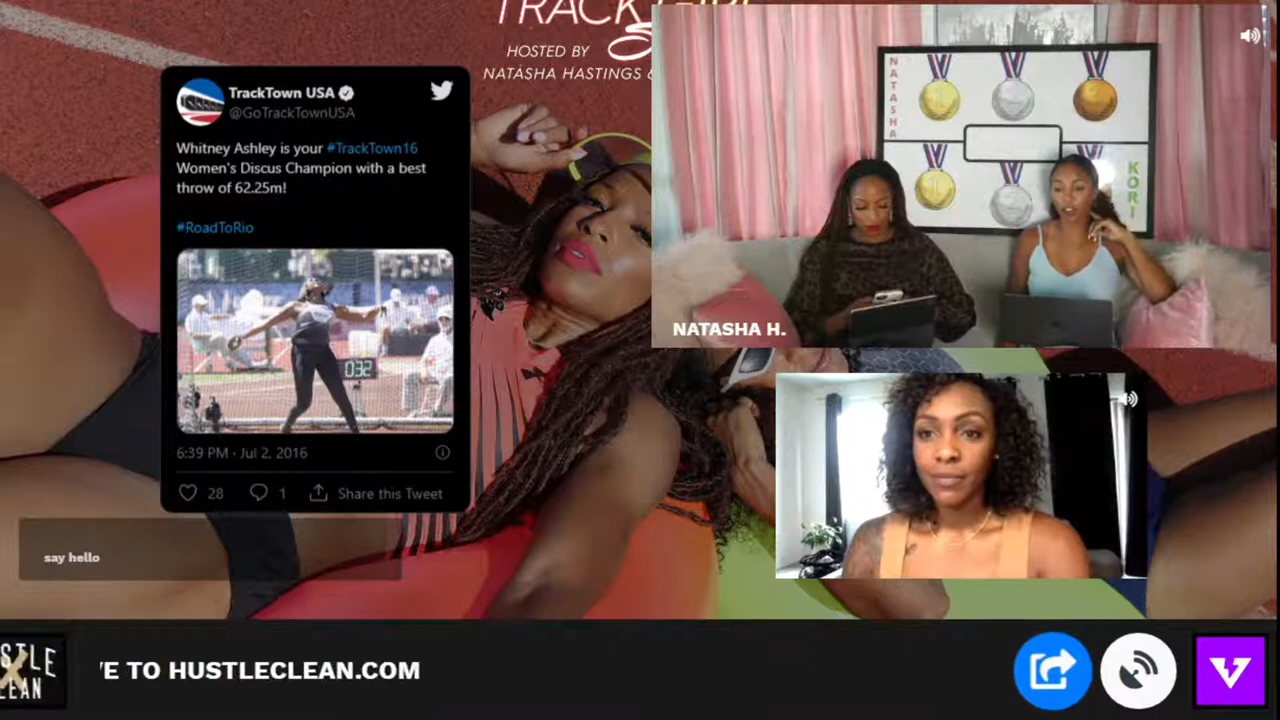 TRACK
HOSTED BY
NATASHA HASTINGS &
TrackTown USA
@GoTrackTownUSA
Whitney Ashley is your #TrackTown16
Women's Discus Champion with a best
throw of 62.25m!
#RoadToRio
032
6:39 PM · Jul 2, 2016
28
1
Share this Tweet
NATASHA
KORI
NATASHA H.
say hello
E TO HUSTLECLEAN.COM